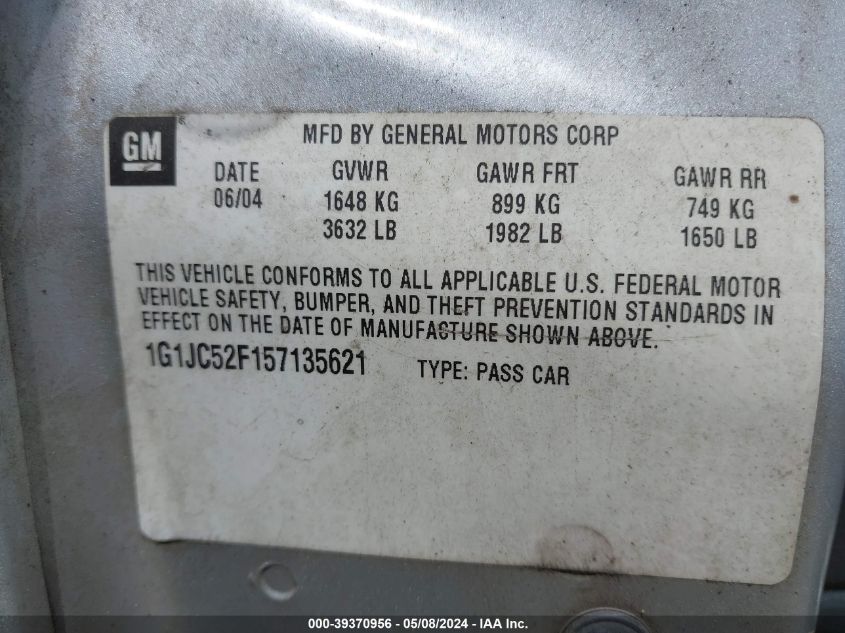 GM
MFD BY GENERAL MOTORS CORP
DATE GVWR GAWR FRT GAWR RR
06/04 1648 KG 899 KG 749 KG
3632 LB 1982 LB 1650 LB
THIS VEHICLE CONFORMS TO ALL APPLICABLE U.S. FEDERAL MOTOR
VEHICLE SAFETY, BUMPER, AND THEFT PREVENTION STANDARDS IN
EFFECT ON THE DATE OF MANUFACTURE SHOWN ABOVE.
1G1JC52F157135621 TYPE: PASS CAR
000-39370956 - 05/08/2024 - IAA Inc.